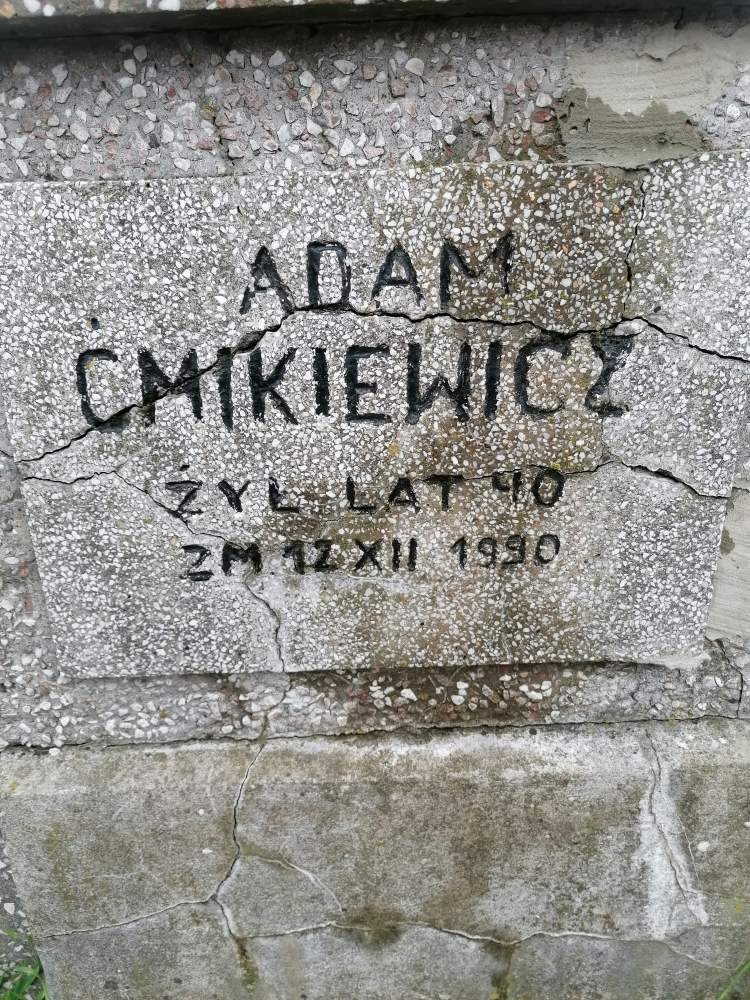 ADAM
ĆMIKIEWICZ
ŻYŁ LAT 40
ZM 12 XII 1990